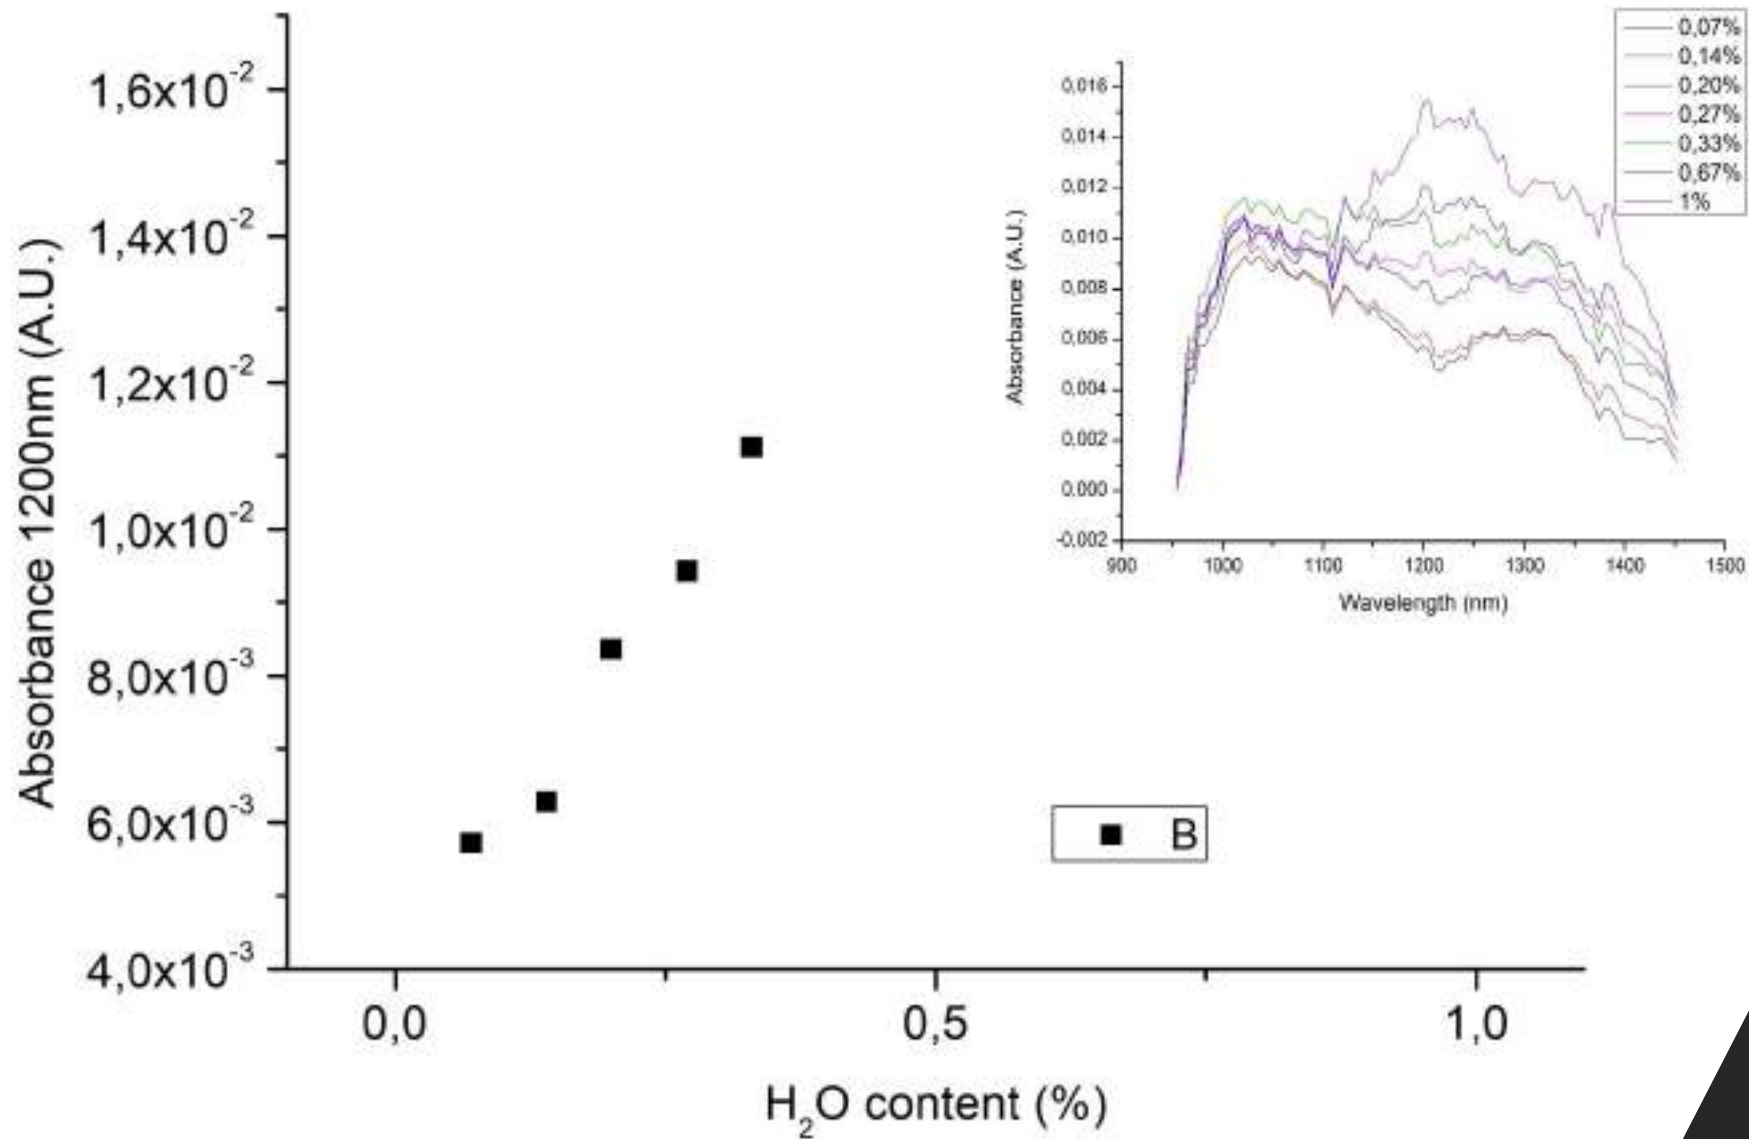 1,6x10-2
1,4x10-2
1,2x10-2
1,0x10-2
8,0x10-3
6,0x10-3
4,0x10-3
Absorbance 1200nm (A.U.)
0,0 0,5 1,0
H2O content (%)
B
0,016
0,014
0,012
0,010
0,008
0,006
0,004
0.002
0.000
-0.002
Absorbance (A.U.)
900 1000 1100 1200 1300 1400 1500
Wavelength (nm)
0,07%
0,14%
0,20%
0,27%
0,33%
0,67%
1%